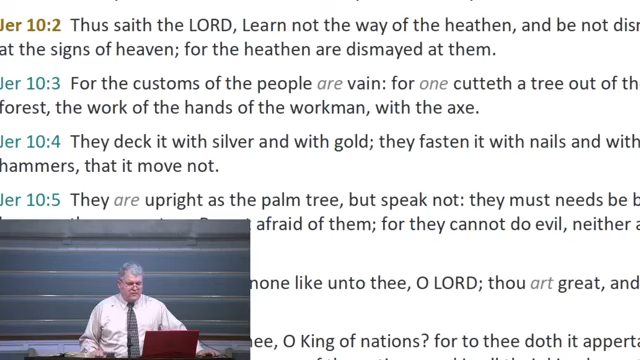 Jer 10:2 Thus saith the LORD, Learn not the way of the heathen, and be not
at the signs of heaven; for the heathen are dismayed at them.
Jer 10:3 For the customs of the people are vain: for one cutteth a tree out of the
forest, the work of the hands of the workman, with the axe.
Jer 10:4 They deck it with silver and with gold; they fasten it with nails and with
hammers, that it move not.
Jer 10:5 They are upright as the palm tree, but speak not: they must needs be
afraid of them; for they cannot do evil, neither
none like unto thee, O LORD; thou art great, and
O King of nations? for to thee doth it